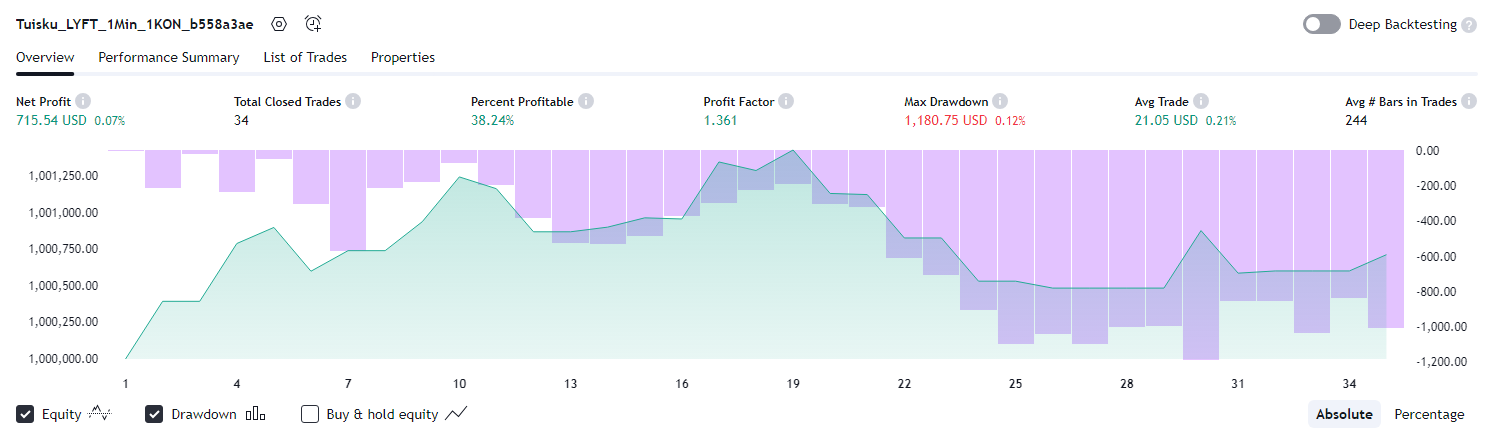 Tuisku_LYFT_1Min_1KON_b558a3ae
Deep Backtesting ?
Overview Performance Summary List of Trades Properties
Net Profit Total Closed Trades Percent Profitable Profit Factor Max Drawdown Avg Trade Avg # Bars in Trades
715.54 USD 0.07% 34 38.24% 1.361 1,180.75 USD 0.12% 21.05 USD 0.21% 244
0.00
1,001,250.00 -200.00
1,001,000.00 -400.00
1,000,750.00 -600.00
1,000,500.00 -800.00
1,000,250.00 -1,000.00
1,000,000.00 -1,200.00
1 4 7 10 13 16 19 22 25 28 31 34
Equity Drawdown Buy & hold equity Absolute Percentage